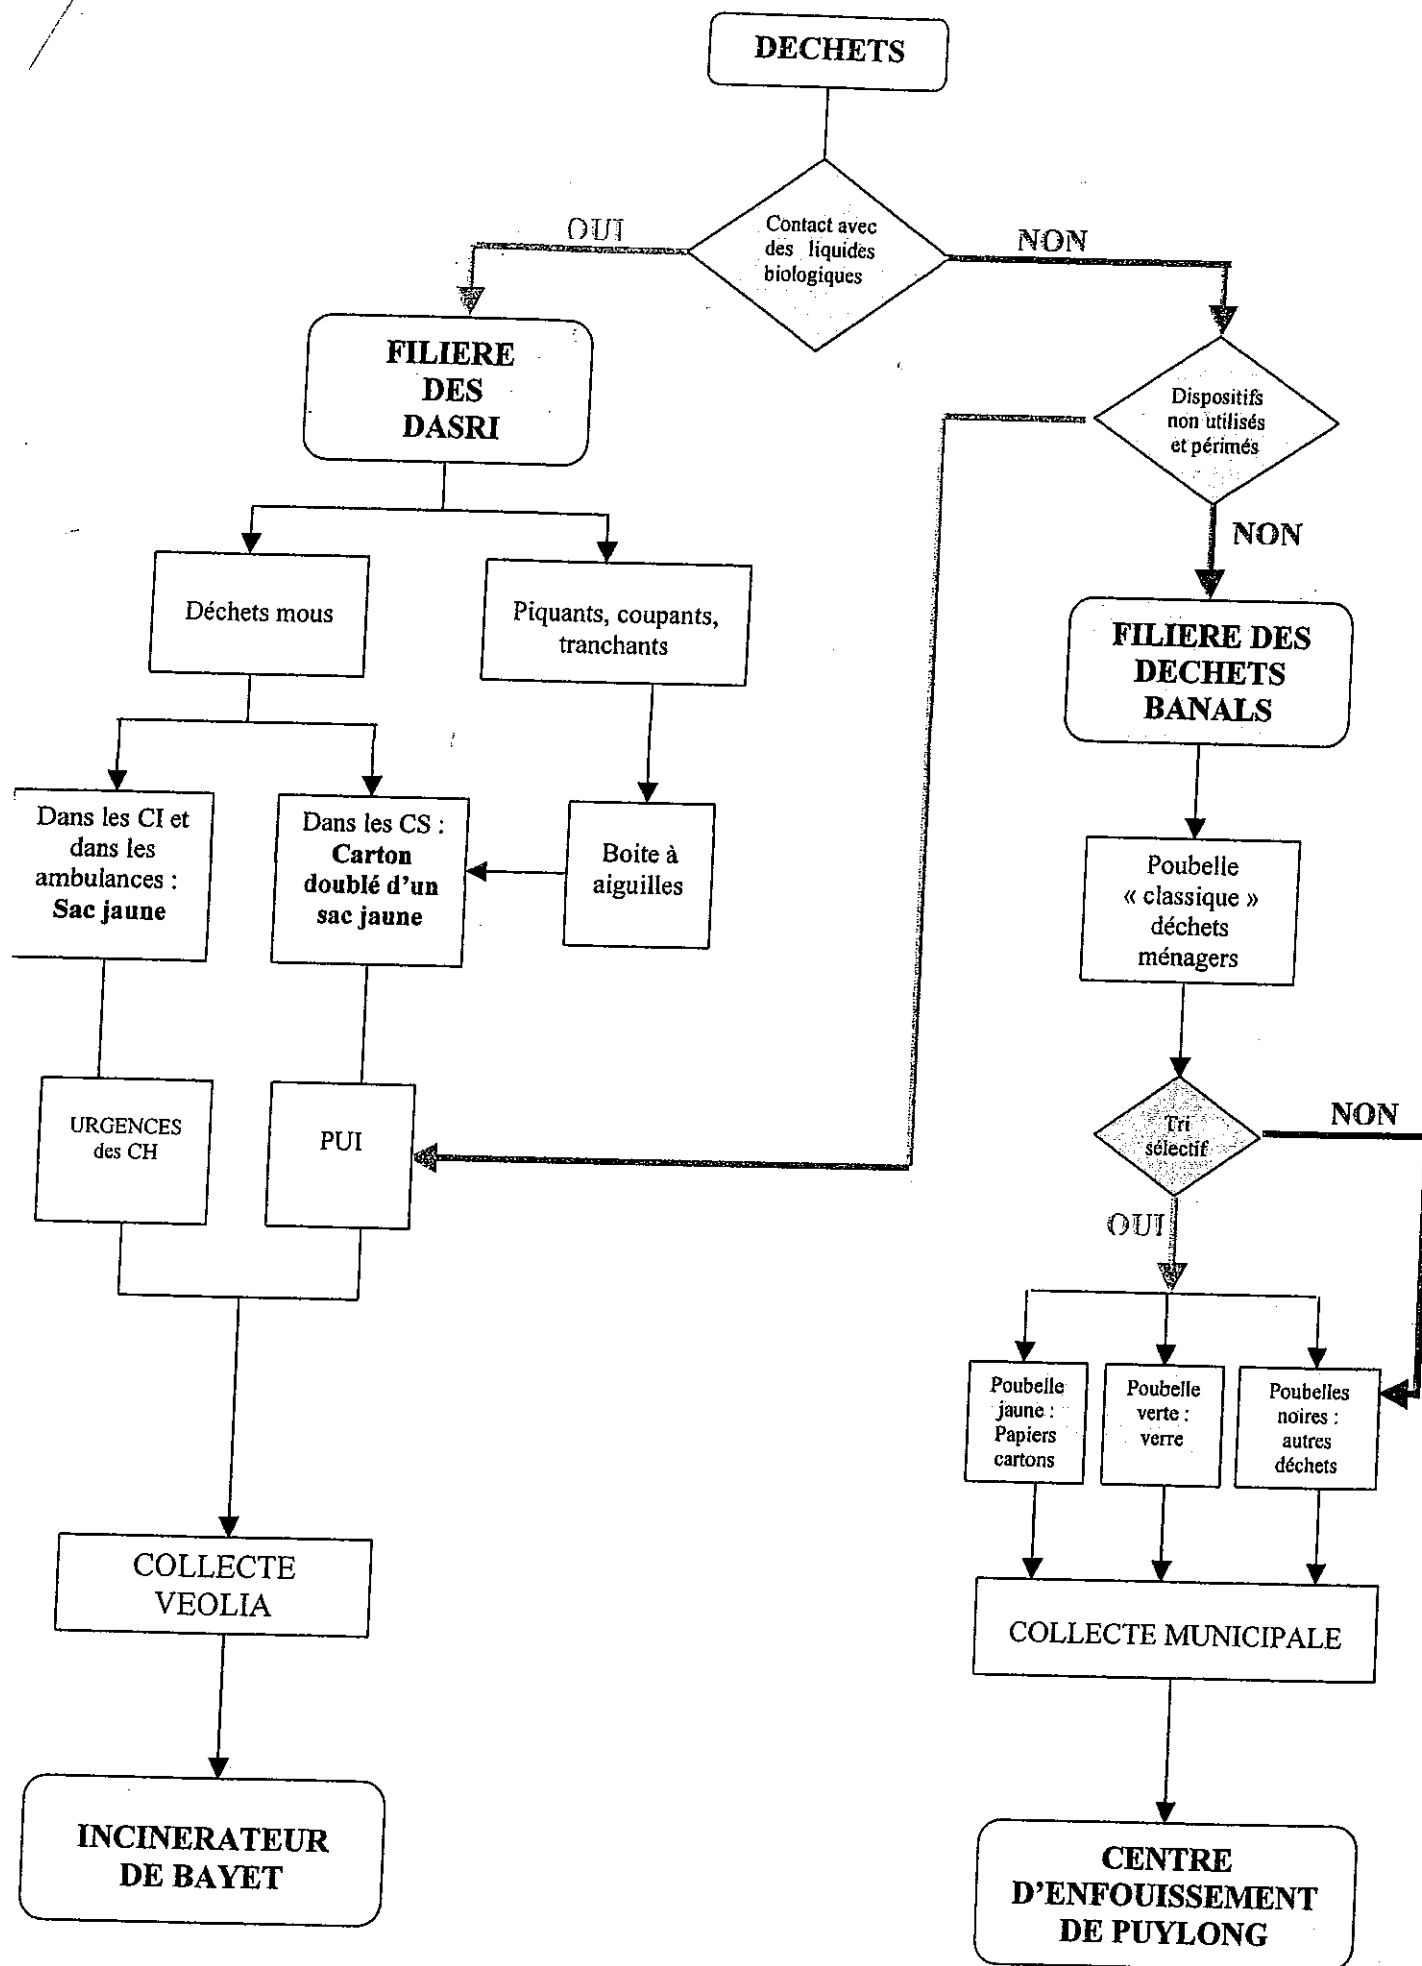 DECHETS
OUI
Contact avec
des liquides
biologiques
NON
FILIERE
DES
DASRI
Dispositifs
non utilisés
et périmés
NON
Déchets mous
Piquants, coupants,
tranchants
FILIERE DES
DECHETS
BANALS
Dans les CI et
dans les
ambulances :
Sac jaune
Dans les CS :
Carton
doublé d'un
sac jaune
Boite à
aiguilles
Poubelle
« classique »
déchets
ménagers
URGENCES
des CH
PUI
Tri
sélectif
NON
OUI
Poubelle
jaune :
Papiers
cartons
Poubelle
verte :
verre
Poubelles
noires :
autres
déchets
COLLECTE
VEOLIA
COLLECTE MUNICIPALE
INCINERATEUR
DE BAYET
CENTRE
D'ENFOUISSEMENT
DE PUYLONG